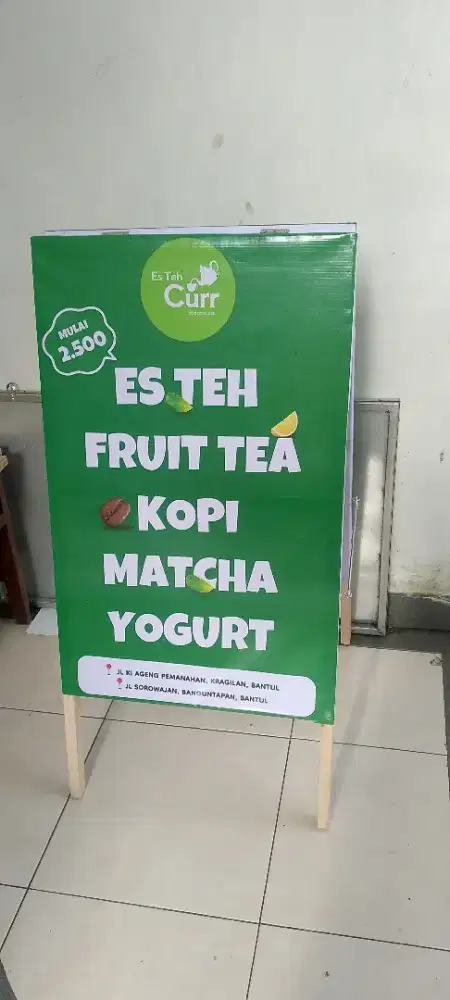 Es Teh
Curr
MULAI
2.500
ES TEH
FRUIT TEA
KOPI
MATCHA
YOGURT
JL KI AGENG PEMANAHAN, KRAGILAN, BANTUL
JL SOROWAJAN, BANGUNTAPAN, BANTUL